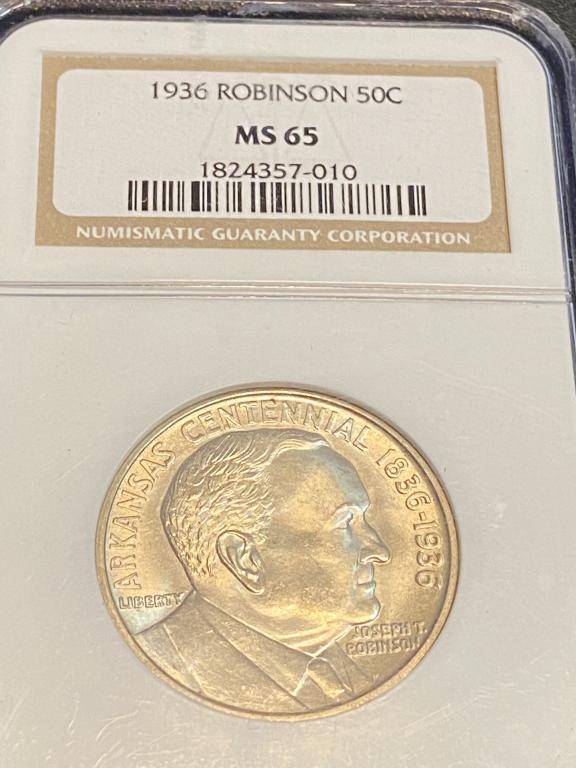 1936 ROBINSON 50C
MS 65
1824357-010
NUMISMATIC GUARANTY CORPORATION
ARKANSAS CENTENNIAL 1836-1936
LIBERTY
JOSEPH T.
ROBINSON